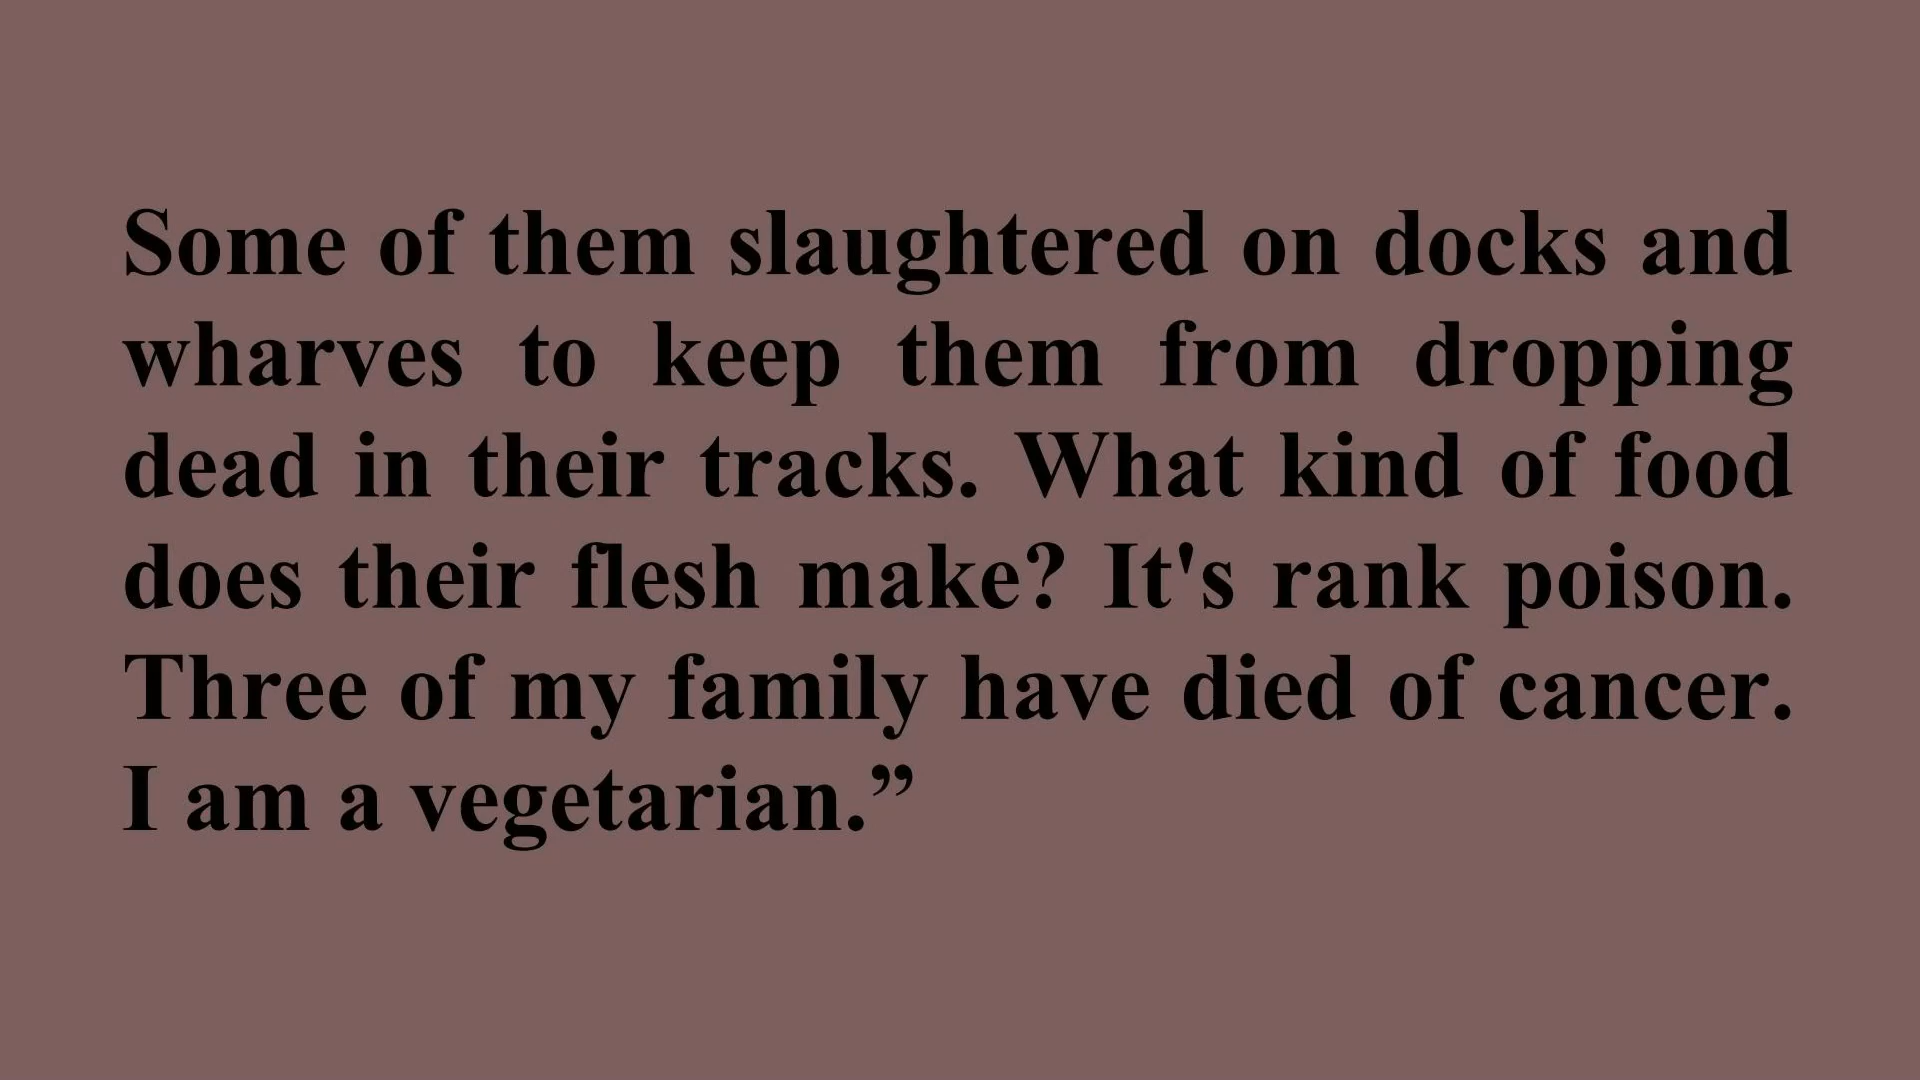 Some of them slaughtered on docks and
wharves to keep them from dropping
dead in their tracks. What kind of food
does their flesh make? It's rank poison.
Three of my family have died of cancer.
I am a vegetarian.”